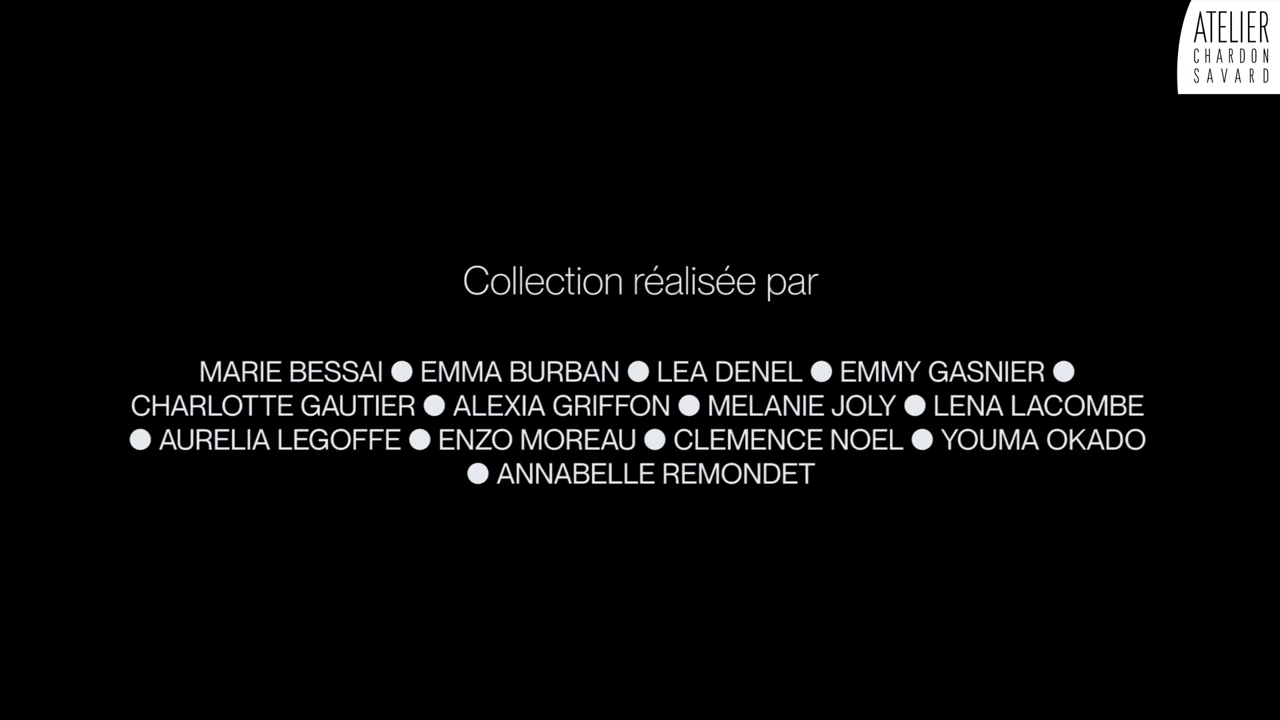 ATELIER
CHARDON
SAVARD
Collection réalisée par
MARIE BESSAI ● EMMA BURBAN ● LEA DENEL ● EMMY GASNIER ●
CHARLOTTE GAUTIER ● ALEXIA GRIFFON ● MELANIE JOLY ● LENA LACOMBE
● AURELIA LEGOFFE ● ENZO MOREAU ● CLEMENCE NOEL ● YOUMA OKADO
● ANNABELLE REMONDET